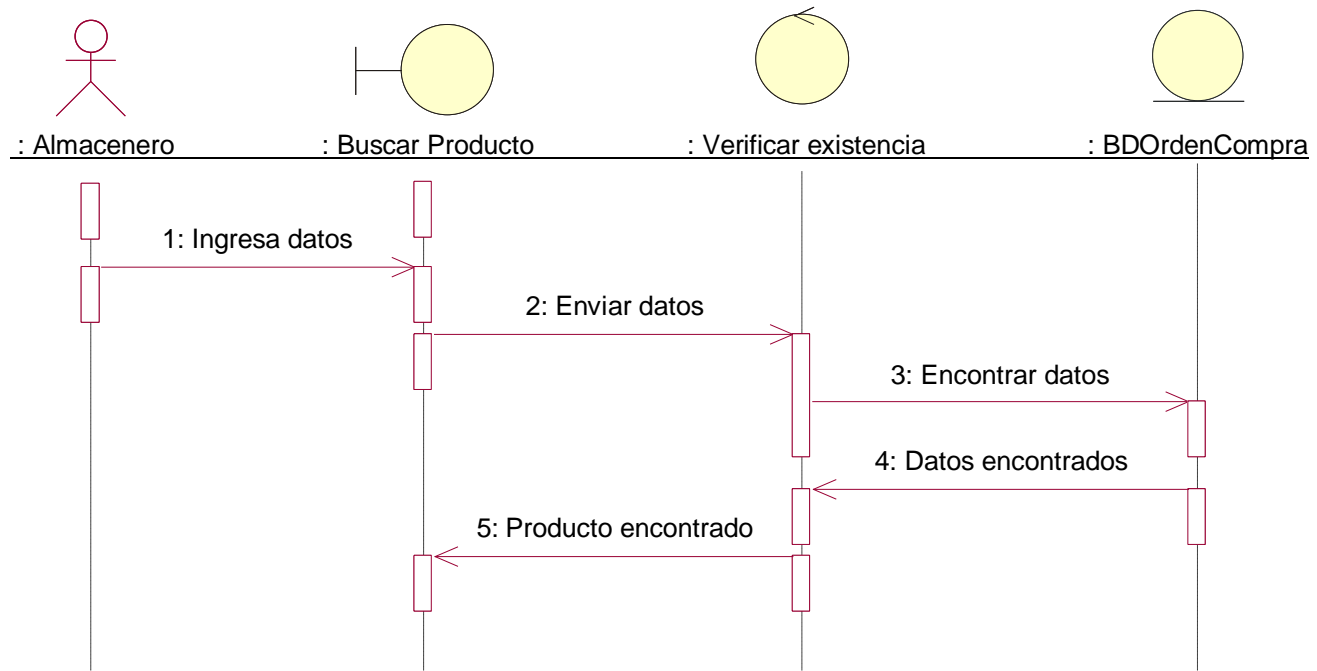 : Almacenero
: Buscar Producto
: Verificar existencia
: BDOrdenCompra
1: Ingresa datos
2: Enviar datos
3: Encontrar datos
4: Datos encontrados
5: Producto encontrado